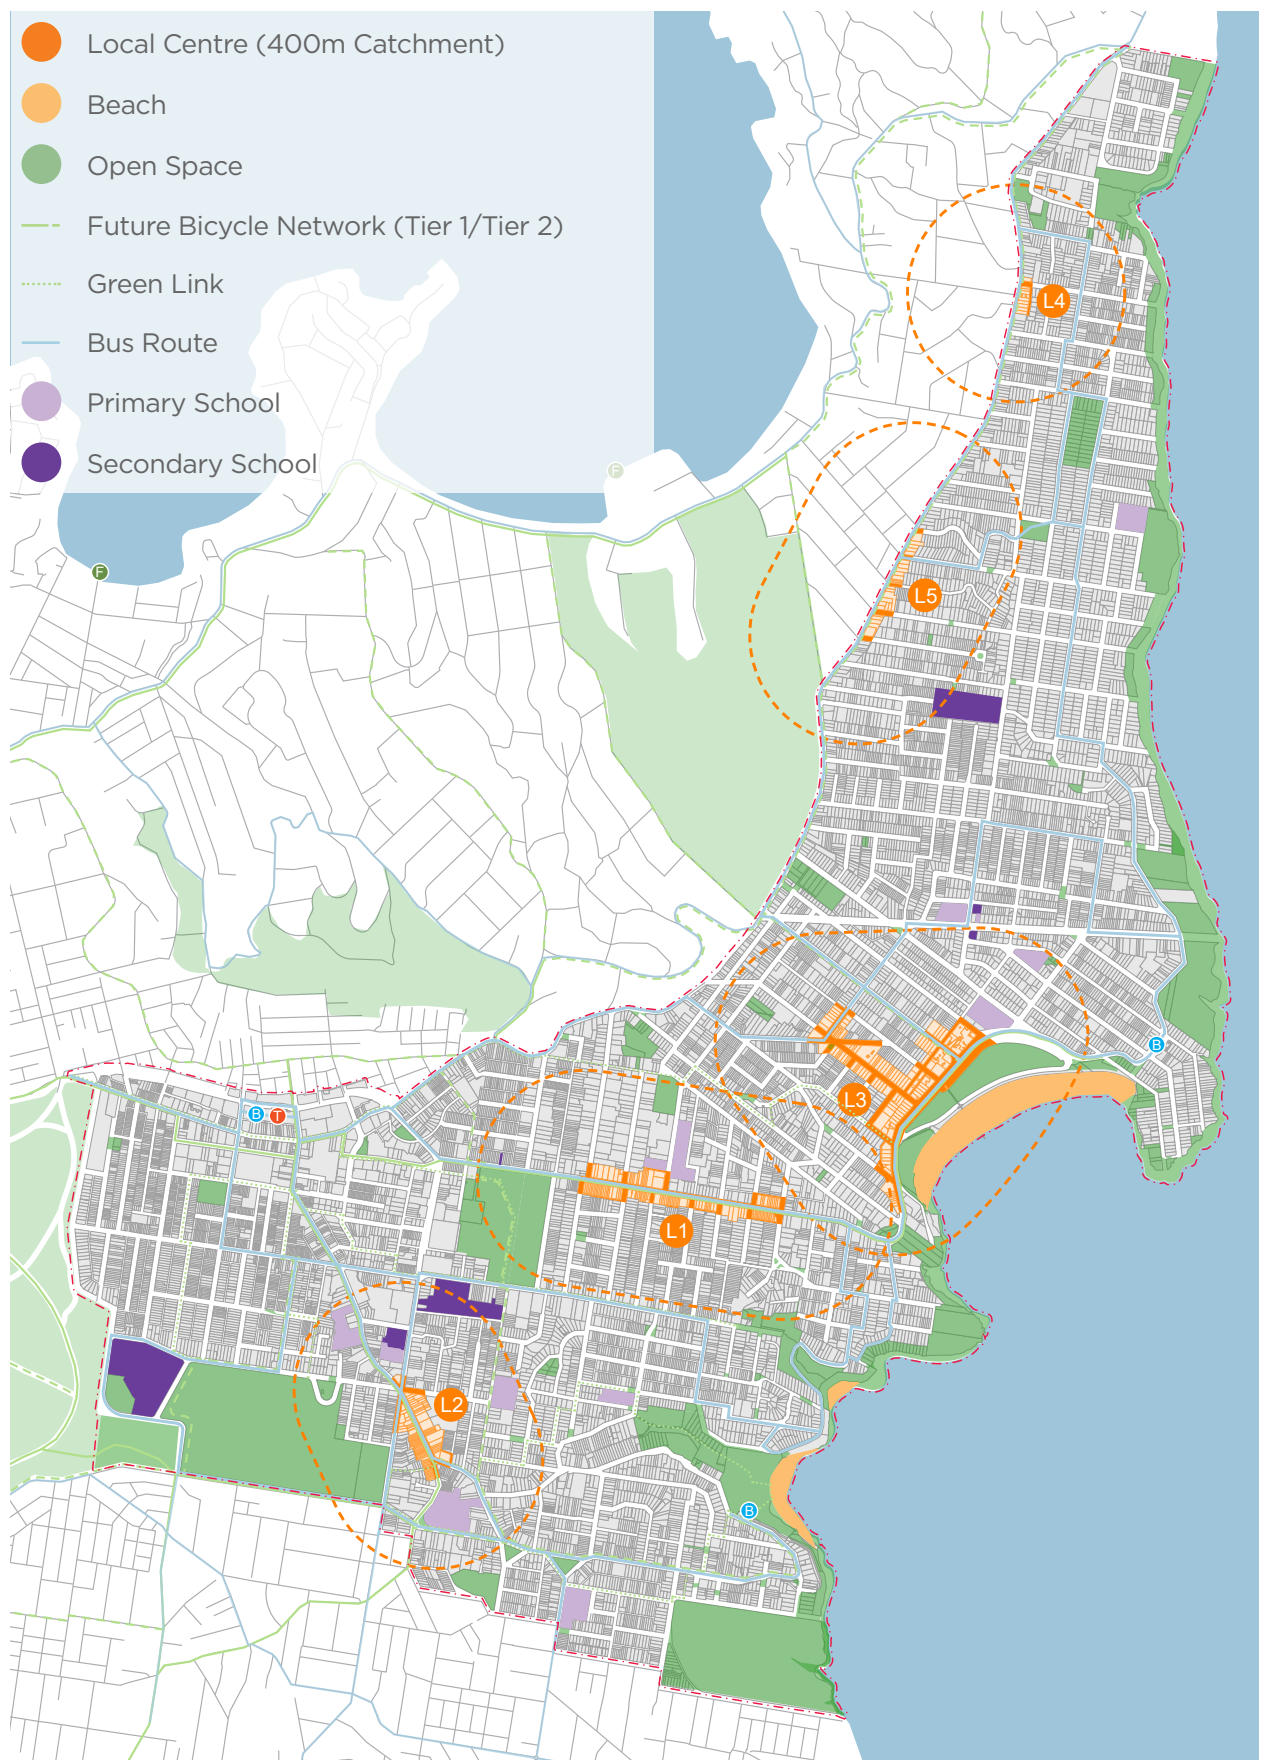 Local Centre (400m Catchment)
Beach
Open Space
Future Bicycle Network (Tier 1/Tier 2)
Green Link
Bus Route
Primary School
Secondary School
F
F
L4
L5
B
L3
B T
L1
L2
B